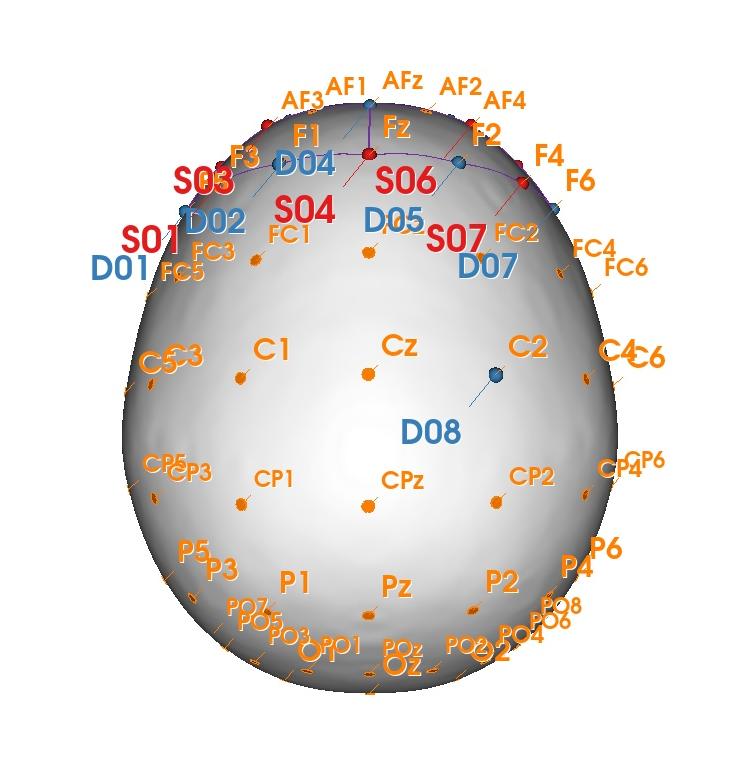 AF1 AFz AF2
AF3 AF4
F1 Fz F2
F3 D04 F4
S03 S06 F6
S04 D02 D05
S01 FC1 S07 FC2
FC3 FC4
D01 FC5 D07 FC6
C5 C3 C1 Cz C2 C4 C6
D08
CP5 CP3 CP1 CPz CP2 CP4 CP6
P5 P3 P1 Pz P2 P4 P6
PO7 PO8
PO5 PO6
PO3 PO1 POz PO2 PO4
O1 Oz O2